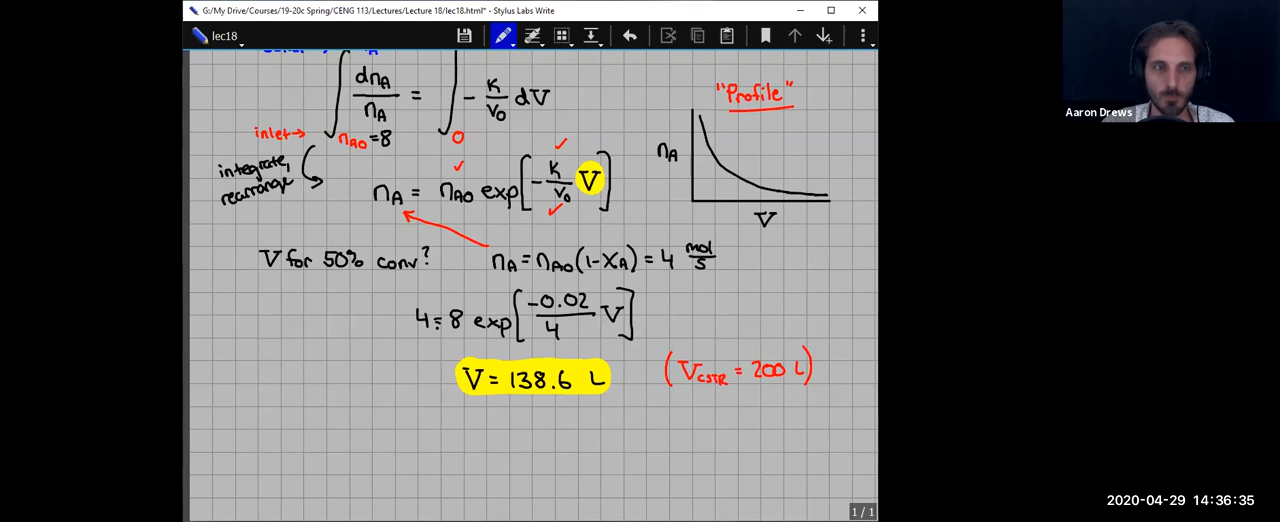 G:/My Drive/Courses/19-20c Spring/CENG 113/Lectures/Lecture 18/lec18.html* - Stylus Labs Write
lec18
Aaron Drews
∫ dnA/nA = ∫ - k/v₀ dV
inlet → nA0 = 8
0
integrate,
rearrange
nA = nA0 exp[- k/v₀ V]
"Profile"
nA
V
V for 50% conv?
nA = nA0 (1-XA) = 4 mol/s
4 = 8 exp[-0.02/4 V]
V = 138.6 L
(V_CSTR = 200 L)
1 / 1
2020-04-29 14:36:35